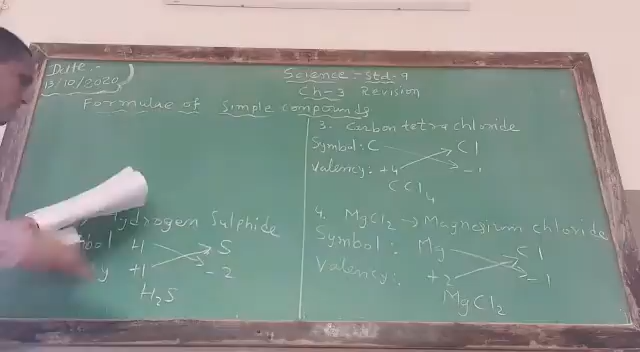 Date:-
13/10/2020
Science:- Std-9
Ch-3 Revision
Formulae of Simple compounds
Hydrogen Sulphide
H S
+1 -2
H₂S
3. Carbon tetra chloride
Symbol: C Cl
Valency: +4 -1
CCl₄
4. MgCl₂ → Magnesium chloride
Symbol: Mg Cl
Valency: +2 -1
MgCl₂